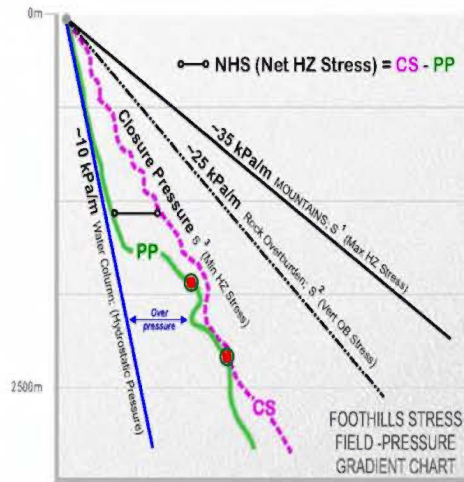 0m
NHS (Net HZ Stress) = CS - PP
~35 kPa/m MOUNTAINS; S¹ (Max HZ Stress)
~25 kPa/m Rock Overburden; S² (Vert OB Stress)
Closure Pressure S³ (Min HZ Stress)
~10 kPa/m Water Column; (Hydrostatic Pressure)
PP
Over
pressure
2500m
CS
FOOTHILLS STRESS
FIELD -PRESSURE
GRADIENT CHART